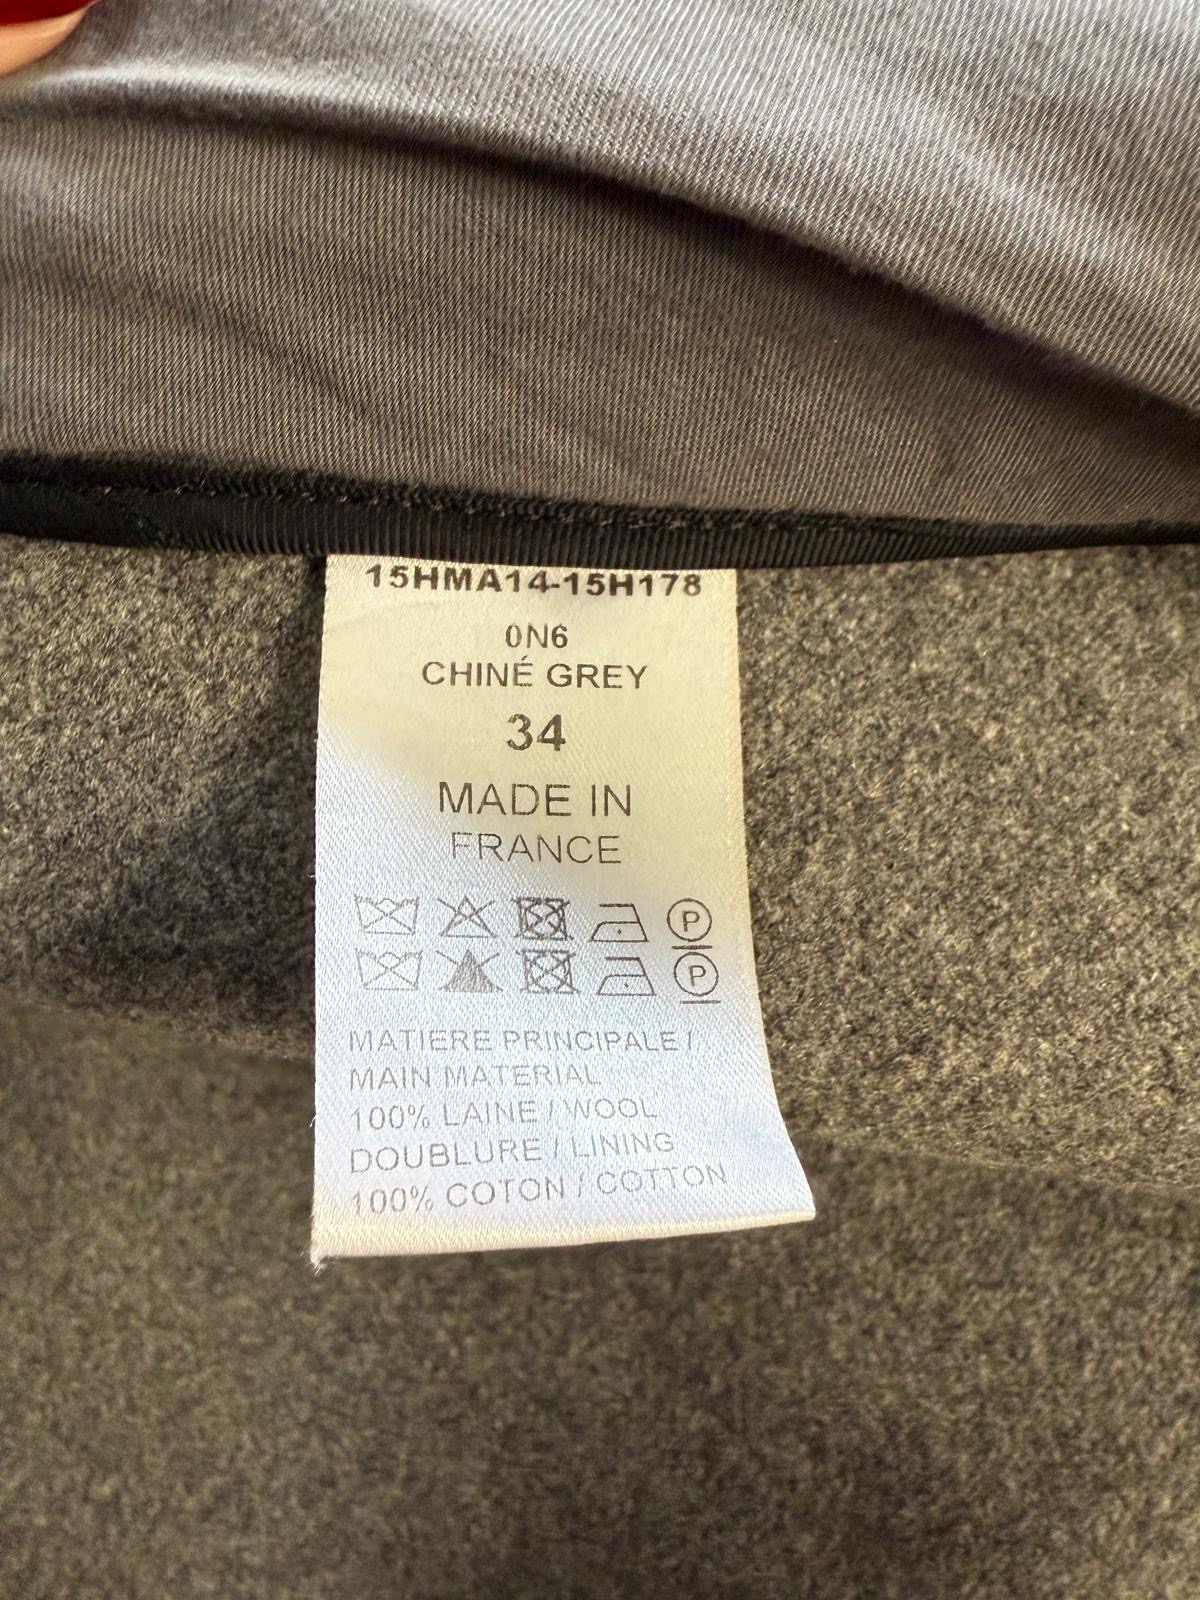 15HMA14-15H178
0N6
CHINÉ GREY
34
MADE IN
FRANCE
P
P
MATIERE PRINCIPALE /
MAIN MATERIAL
100% LAINE / WOOL
DOUBLURE / LINING
100% COTON / COTTON